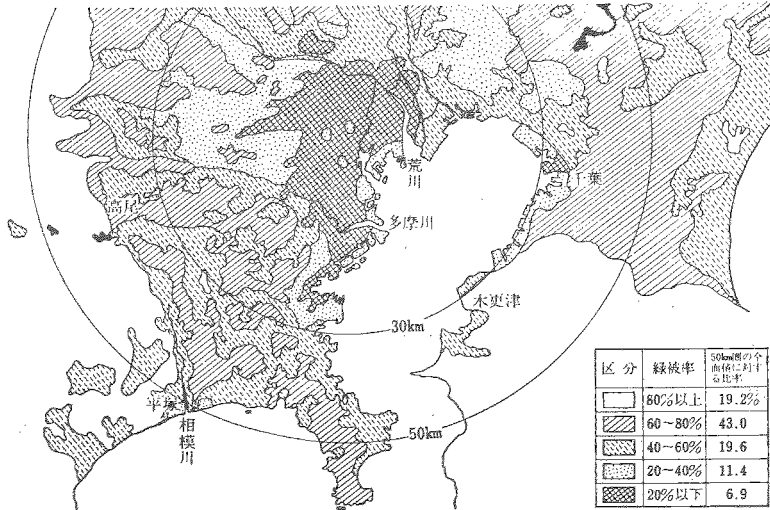 荒川
千葉
高尾
多摩川
木更津
30km
平塚
相模川
50km
区分 緑被率 50km圏の全面積に対する比率
80%以上 19.2%
60~80% 43.0
40~60% 19.6
20~40% 11.4
20%以下 6.9